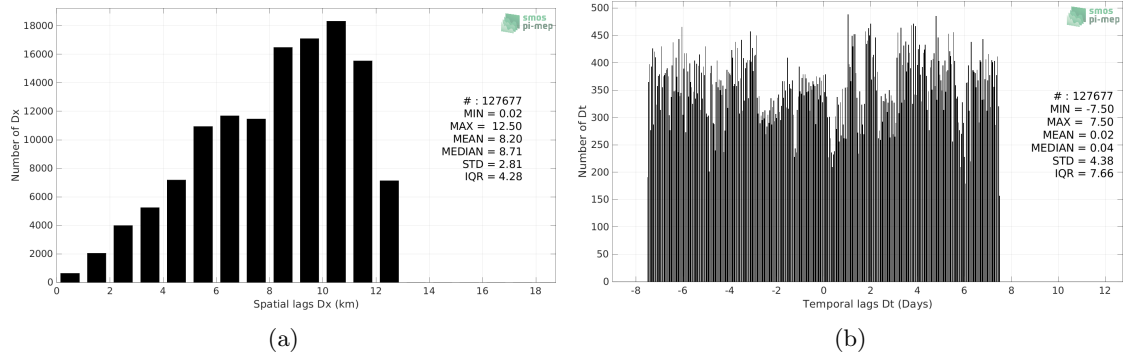 18000
16000
14000
12000
10000
8000
6000
4000
2000
0
Number of Dx
smos
pi-mep
# : 127677
MIN = 0.02
MAX = 12.50
MEAN = 8.20
MEDIAN = 8.71
STD = 2.81
IQR = 4.28
0 2 4 6 8 10 12 14 16 18
Spatial lags Dx (km)
(a)
500
450
400
350
300
250
200
150
100
50
0
Number of Dt
smos
pi-mep
# : 127677
MIN = -7.50
MAX = 7.50
MEAN = 0.02
MEDIAN = 0.04
STD = 4.38
IQR = 7.66
-8 -6 -4 -2 0 2 4 6 8 10 12
Temporal lags Dt (Days)
(b)